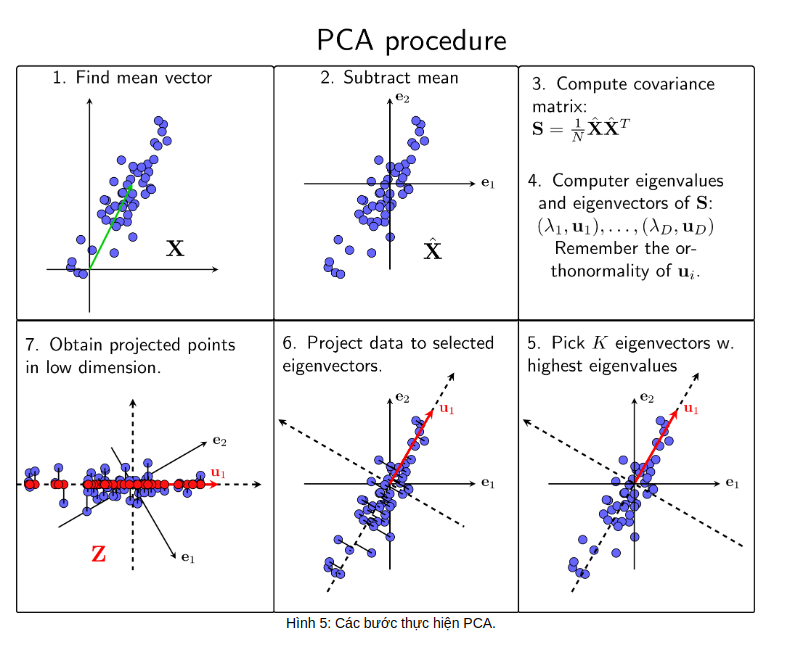 PCA procedure
1. Find mean vector
X
2. Subtract mean
e₂
e₁
X̂
3. Compute covariance
matrix:
S = 1/N X̂X̂ᵀ
4. Computer eigenvalues
and eigenvectors of S:
(λ₁, u₁), . . . , (λ_D, u_D)
Remember the or-
thonormality of uᵢ.
5. Pick K eigenvectors w.
highest eigenvalues
e₂
u₁
e₁
6. Project data to selected
eigenvectors.
e₂
u₁
e₁
7. Obtain projected points
in low dimension.
e₂
u₁
Z
e₁
Hình 5: Các bước thực hiện PCA.